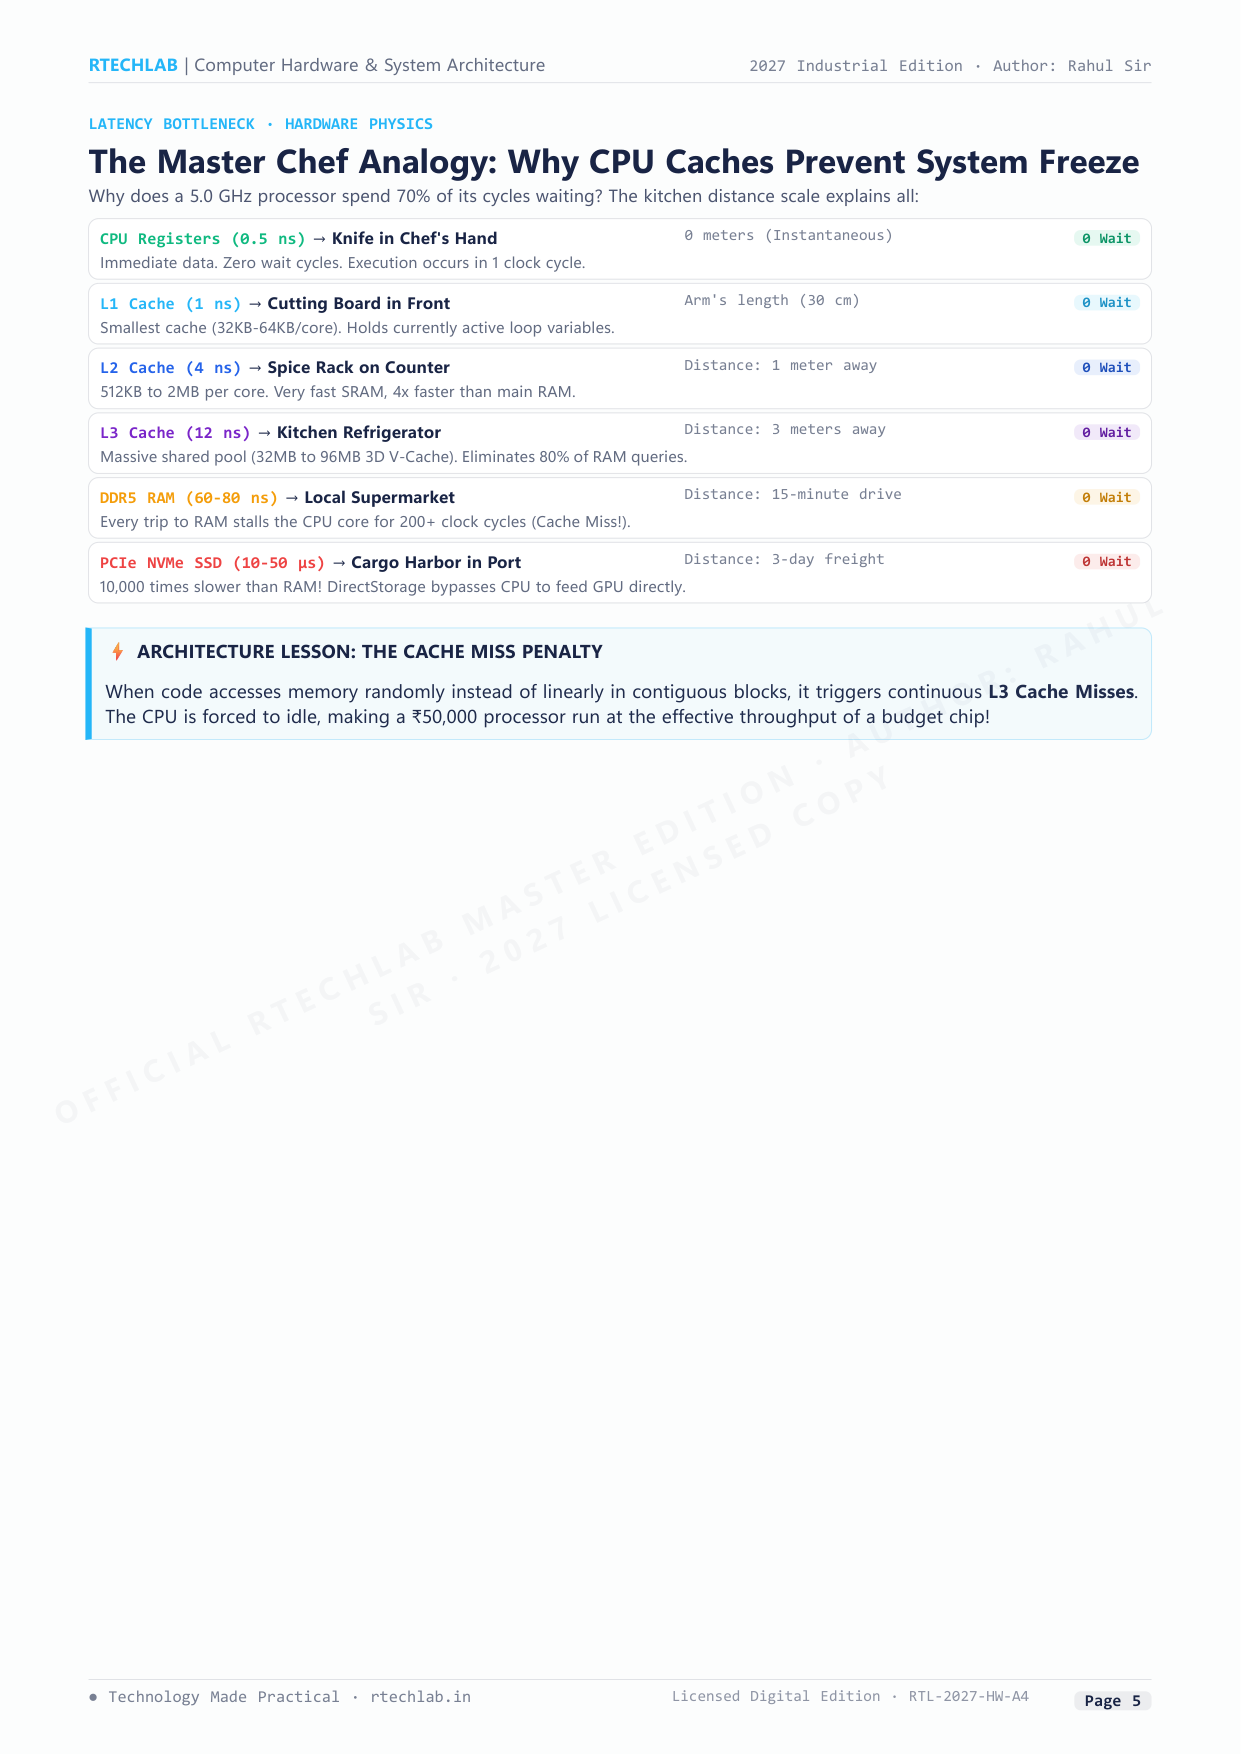 RTECHLAB | Computer Hardware & System Architecture
2027 Industrial Edition · Author: Rahul Sir
LATENCY BOTTLENECK · HARDWARE PHYSICS
The Master Chef Analogy: Why CPU Caches Prevent System Freeze
Why does a 5.0 GHz processor spend 70% of its cycles waiting? The kitchen distance scale explains all:
CPU Registers (0.5 ns) → Knife in Chef's Hand
0 meters (Instantaneous)
0 Wait
Immediate data. Zero wait cycles. Execution occurs in 1 clock cycle.
L1 Cache (1 ns) → Cutting Board in Front
Arm's length (30 cm)
0 Wait
Smallest cache (32KB-64KB/core). Holds currently active loop variables.
L2 Cache (4 ns) → Spice Rack on Counter
Distance: 1 meter away
0 Wait
512KB to 2MB per core. Very fast SRAM, 4x faster than main RAM.
L3 Cache (12 ns) → Kitchen Refrigerator
Distance: 3 meters away
0 Wait
Massive shared pool (32MB to 96MB 3D V-Cache). Eliminates 80% of RAM queries.
DDR5 RAM (60-80 ns) → Local Supermarket
Distance: 15-minute drive
0 Wait
Every trip to RAM stalls the CPU core for 200+ clock cycles (Cache Miss!).
PCIe NVMe SSD (10-50 µs) → Cargo Harbor in Port
Distance: 3-day freight
0 Wait
10,000 times slower than RAM! DirectStorage bypasses CPU to feed GPU directly.
ARCHITECTURE LESSON: THE CACHE MISS PENALTY
When code accesses memory randomly instead of linearly in contiguous blocks, it triggers continuous L3 Cache Misses.
The CPU is forced to idle, making a ₹50,000 processor run at the effective throughput of a budget chip!
OFFICIAL RTECHLAB MASTER EDITION · AUTHOR: RAHUL
SIR · 2027 LICENSED COPY
● Technology Made Practical · rtechlab.in
Licensed Digital Edition · RTL-2027-HW-A4
Page 5